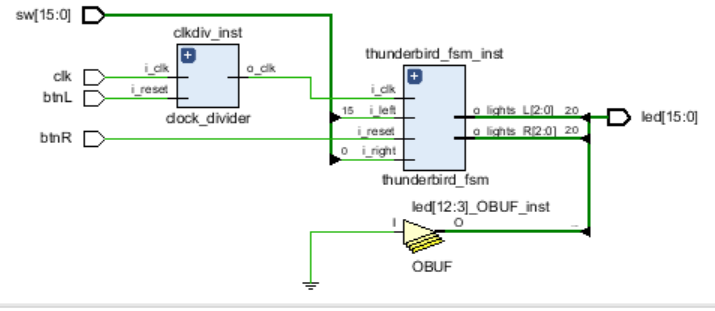 sw[15:0]
clkdiv_inst
thunderbird_fsm_inst
clk
i_clk
o_clk
btnL
i_reset
i_clk
15
i_left
o_lights_L[2:0]
20
led[15:0]
clock_divider
btnR
i_reset
o_lights_R[2:0]
20
0
i_right
thunderbird_fsm
led[12:3]_OBUF_inst
I
O
...
OBUF